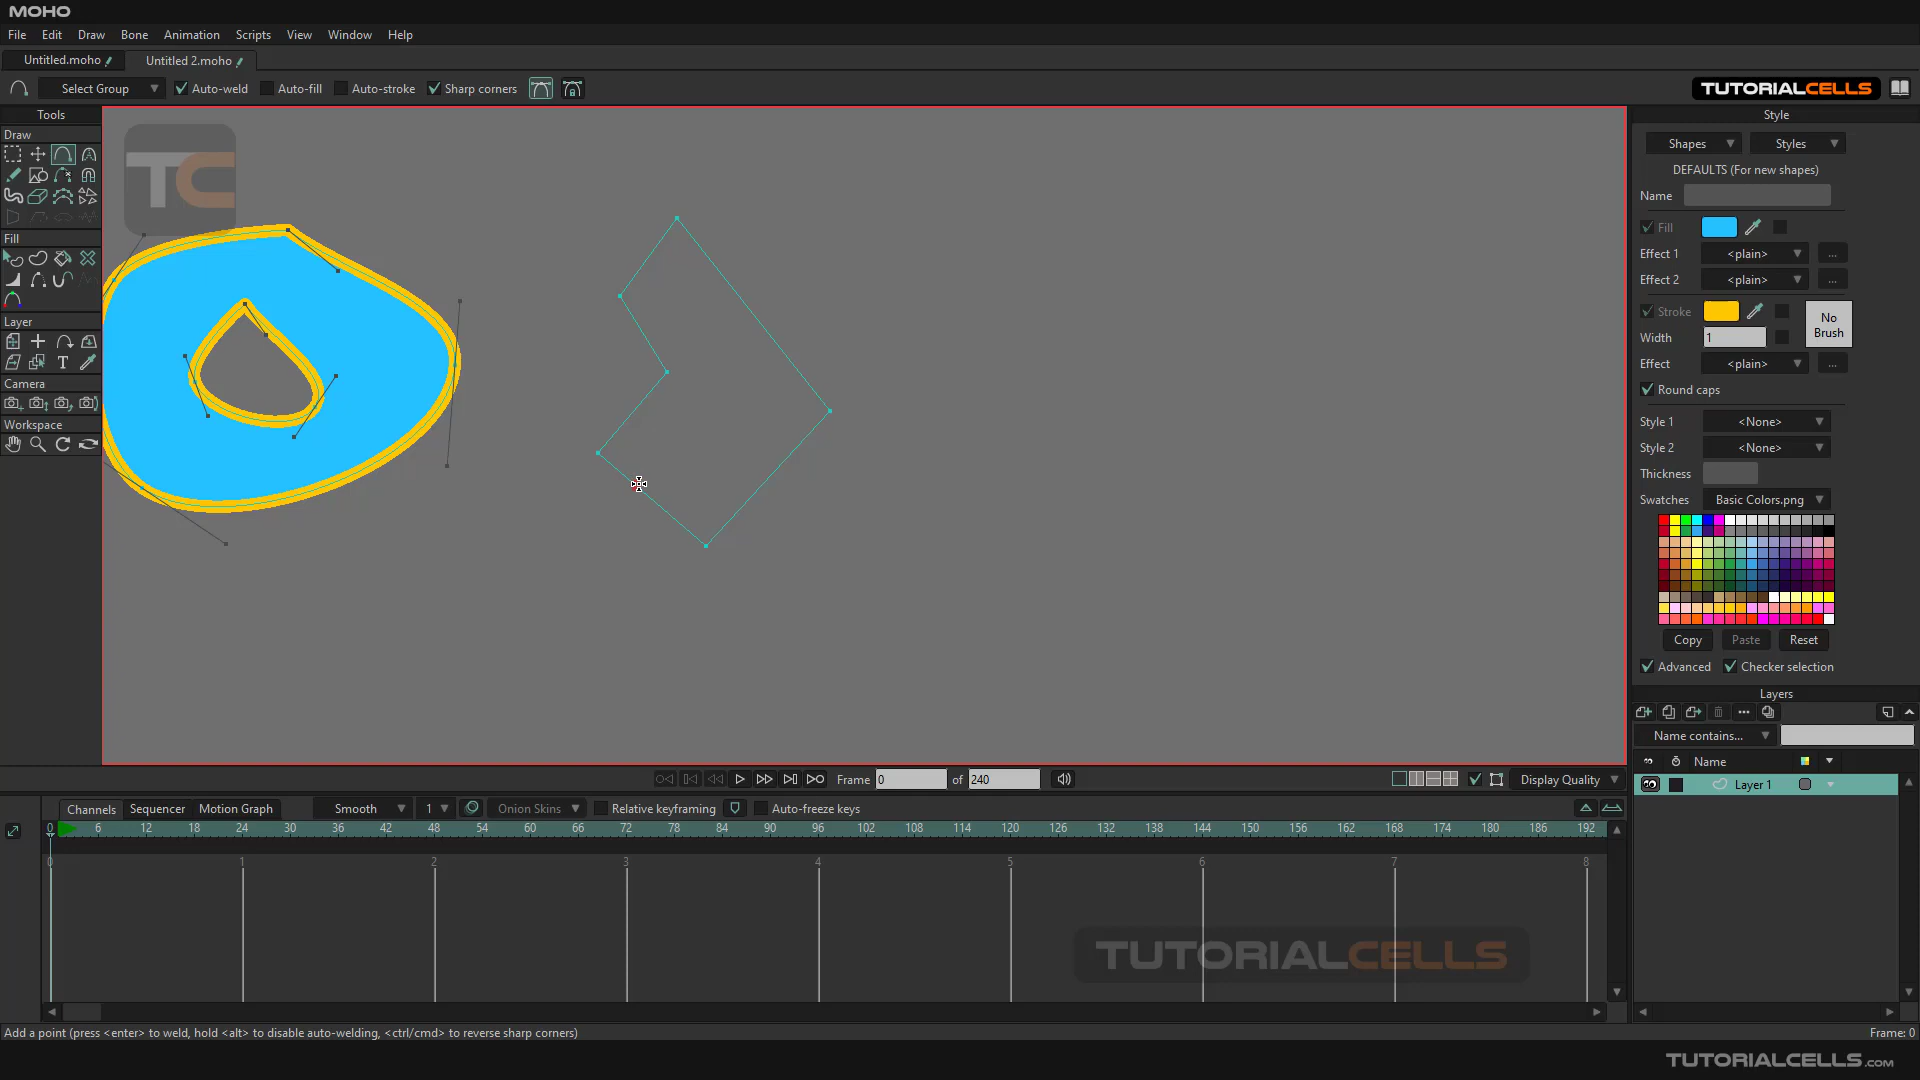 MOHO
File Edit Draw Bone Animation Scripts View Window Help
Untitled.moho Untitled 2.moho
Select Group Auto-weld Auto-fill Auto-stroke Sharp corners TUTORIALCELLS
Tools
Draw
TC
Fill
Layer
Camera
Workspace
Style
Shapes Styles
DEFAULTS (For new shapes)
Name
Fill
Effect 1 <plain> ...
Effect 2 <plain> ...
Stroke
No
Brush
Width 1
Effect <plain> ...
Round caps
Style 1 <None>
Style 2 <None>
Thickness
Swatches Basic Colors.png
Copy Paste Reset
Advanced Checker selection
Layers
Name contains...
Name
Layer 1
Frame 0 of 240 Display Quality
Channels Sequencer Motion Graph Smooth 1 Onion Skins Relative keyframing Auto-freeze keys
0 6 12 18 24 30 36 42 48 54 60 66 72 78 84 90 96 102 108 114 120 126 132 138 144 150 156 162 168 174 180 186 192
0 1 2 3 4 5 6 7 8
TUTORIALCELLS
Add a point (press <enter> to weld, hold <alt> to disable auto-welding, <ctrl/cmd> to reverse sharp corners) Frame: 0
TUTORIALCELLS.COM